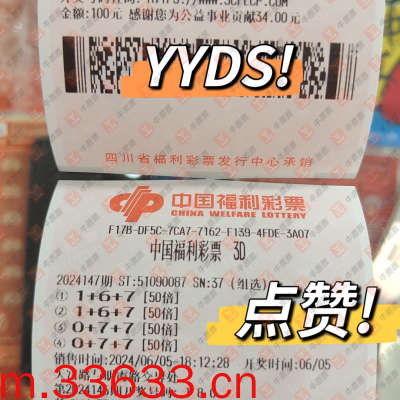 金额:100元 感谢您为公益事业贡献34.00元
YYDS!
四川省福利彩票发行中心承销
中国福利彩票
CHINA WELFARE LOTTERY
F17B-DF5C-7CA7-7162-F139-4FDE-3A07
中国福利彩票 3D
2024147期 ST:51090087 SN:37 (组选)
① 1+6+7 [50倍]
② 1+6+7 [50倍]
③ 0+7+7 [50倍]
④ 0+7+7 [50倍]
点赞!
销售时间:2024/06/05-18:12:28 开奖时间:06/05
m.33633.cn